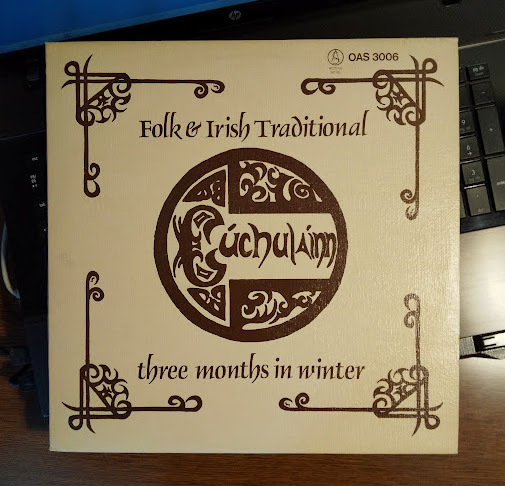 OAS 3006
Folk & Irish Traditional
Cúchulainn
three months in winter